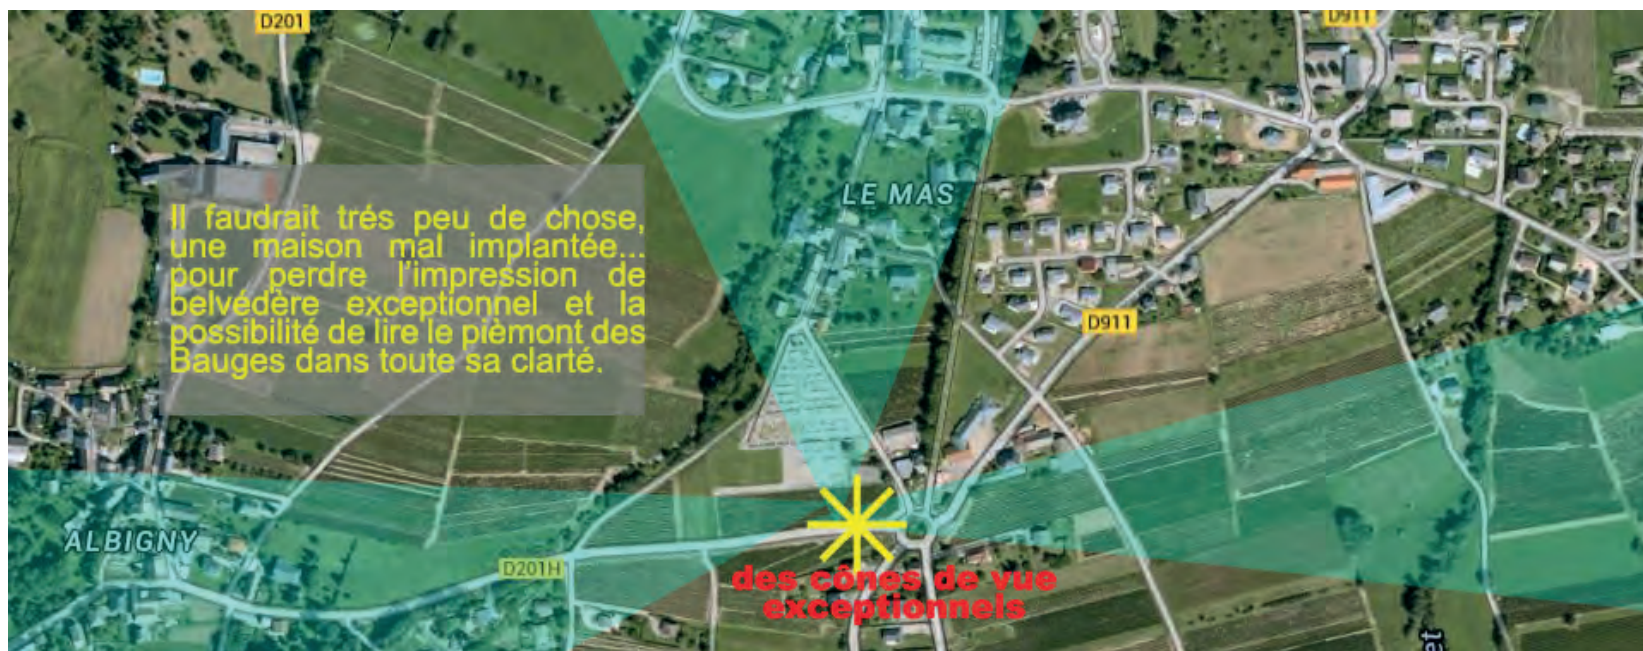 D201
D911
LE MAS
Il faudrait trés peu de chose,
une maison mal implantée...
pour perdre l'impression de
belvédère exceptionnel et la
possibilité de lire le pièmont des
Bauges dans toute sa clarté.
D911
ALBIGNY
D201H
des cônes de vue
exceptionnels